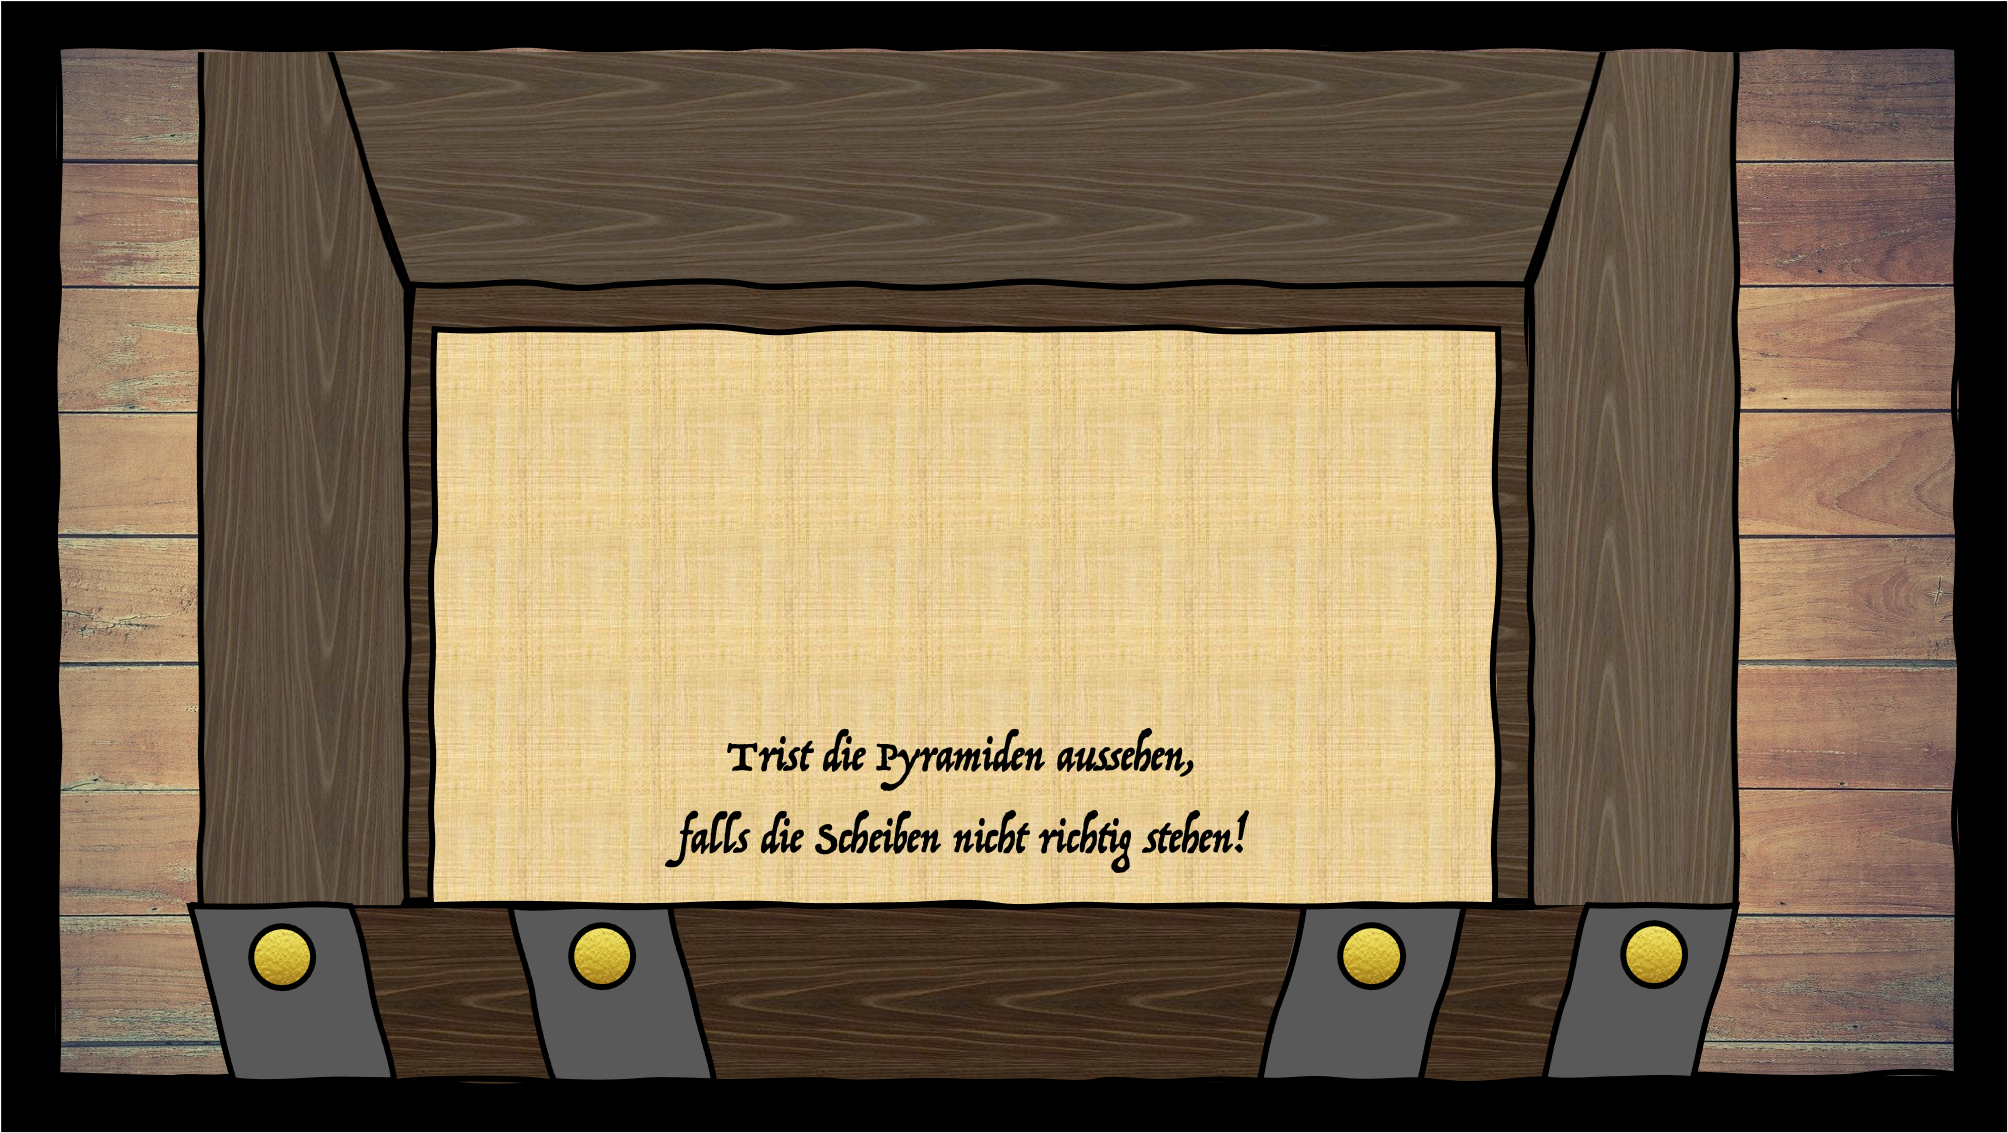 Trist die Pyramiden aussehen,
falls die Scheiben nicht richtig stehen!